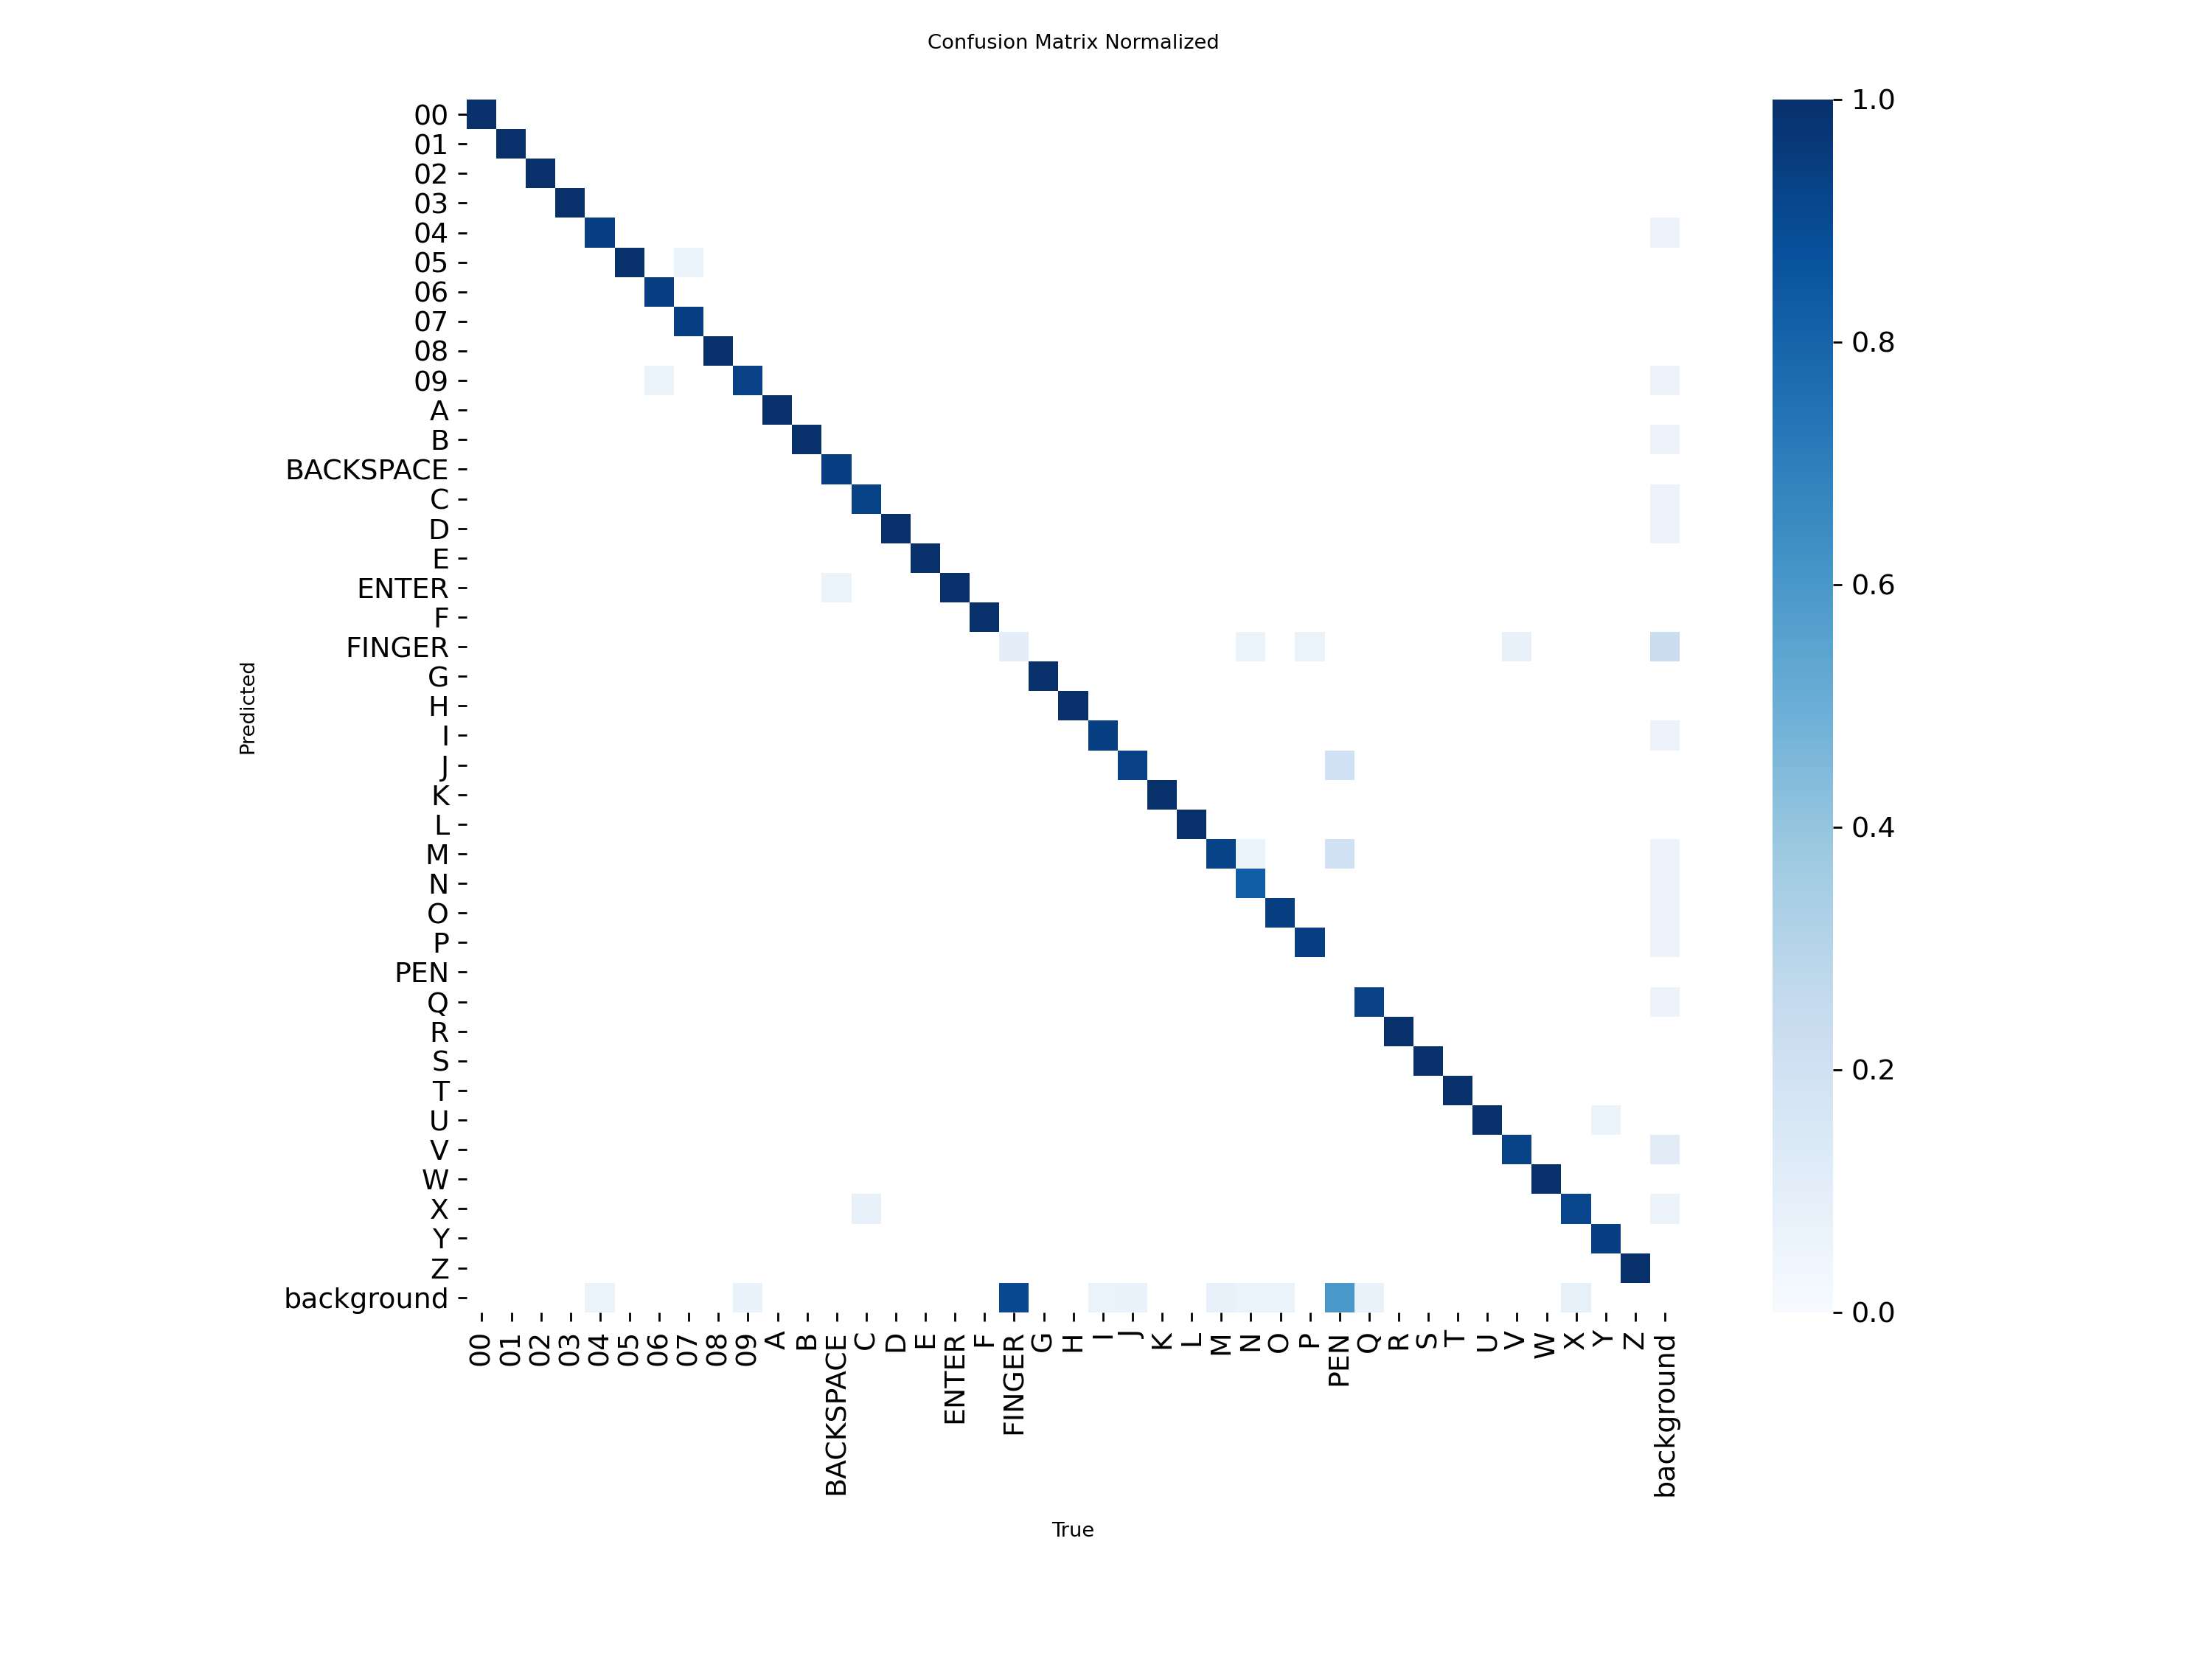 Confusion Matrix Normalized
00
01
02
03
04
05
06
07
08
09
A
B
BACKSPACE
C
D
E
ENTER
F
FINGER
G
H
I
J
K
L
M
N
O
P
PEN
Q
R
S
T
U
V
W
X
Y
Z
background
Predicted
00 01 02 03 04 05 06 07 08 09 A B BACKSPACE C D E ENTER F FINGER G H I J K L M N O P PEN Q R S T U V W X Y Z background
True
1.0
0.8
0.6
0.4
0.2
0.0